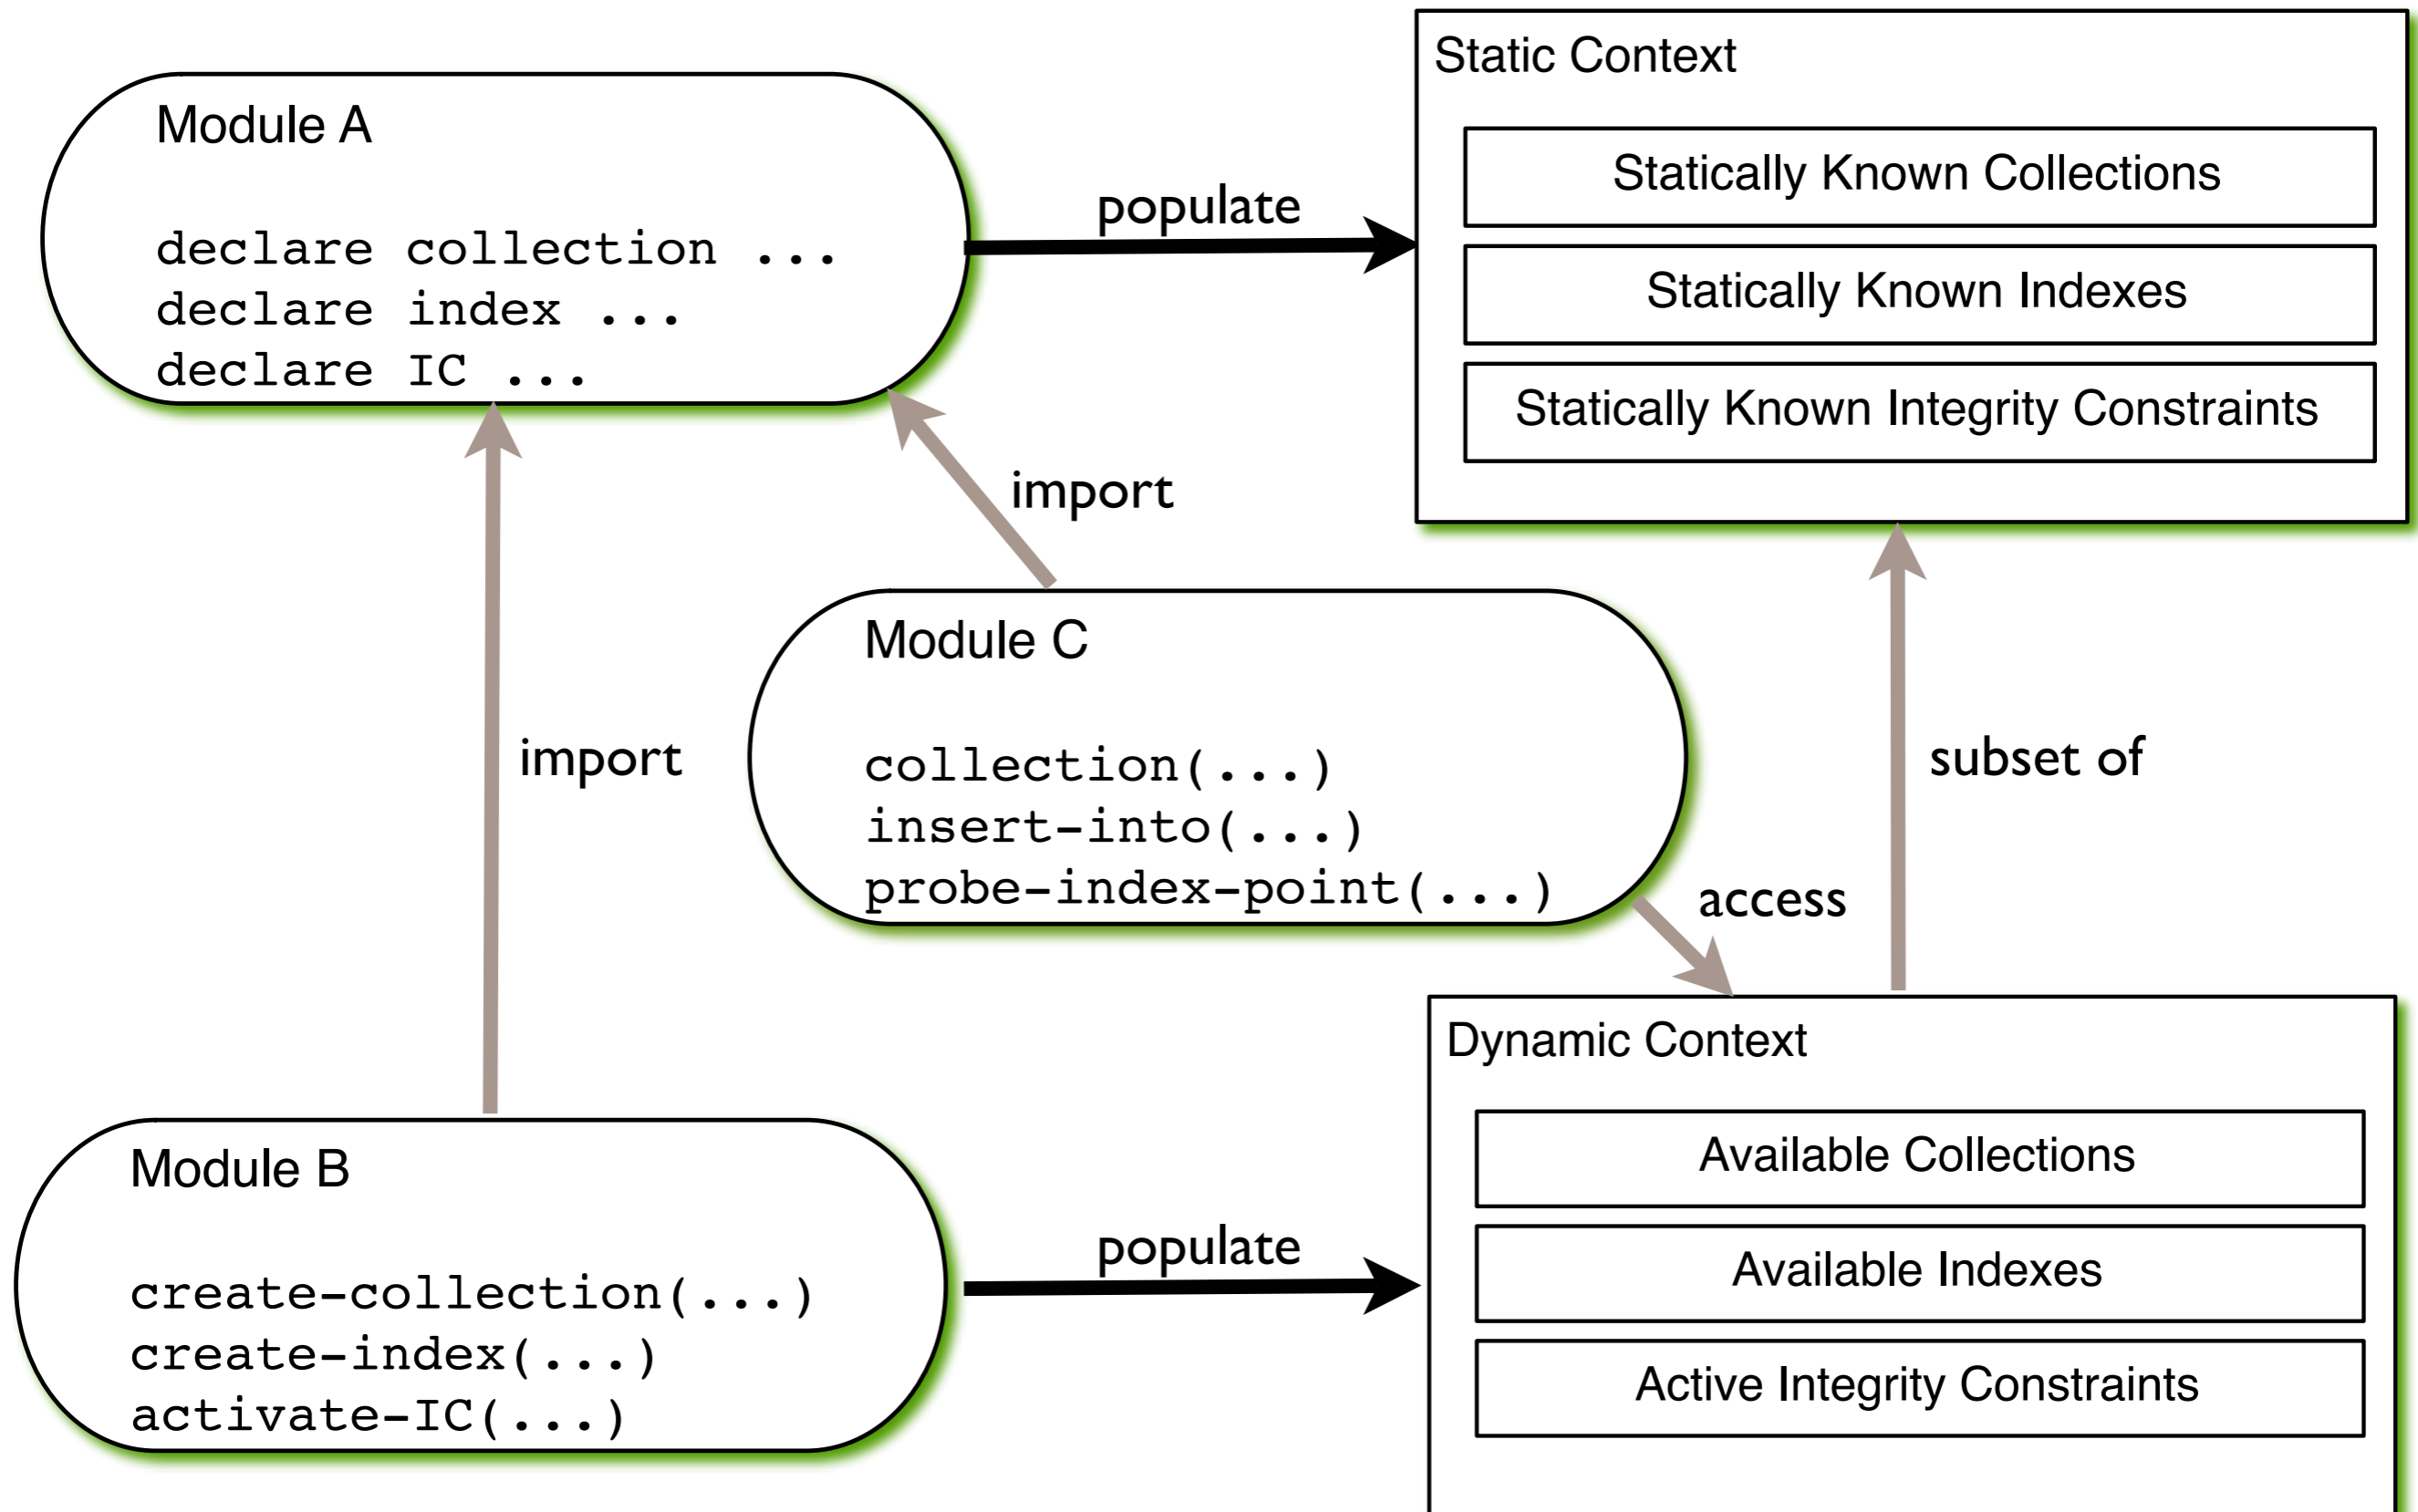 Module A
declare collection ...
declare index ...
declare IC ...
populate
Static Context
Statically Known Collections
Statically Known Indexes
Statically Known Integrity Constraints
import
import
Module C
collection(...)
insert-into(...)
probe-index-point(...)
access
subset of
Module B
create-collection(...)
create-index(...)
activate-IC(...)
populate
Dynamic Context
Available Collections
Available Indexes
Active Integrity Constraints